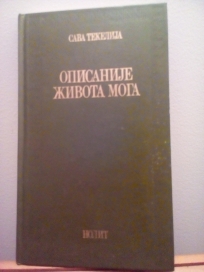 САВА ТЕКЕЛИЈА
ОПИСАНИЈЕ
ЖИВОТА МОГА
НОЛИТ